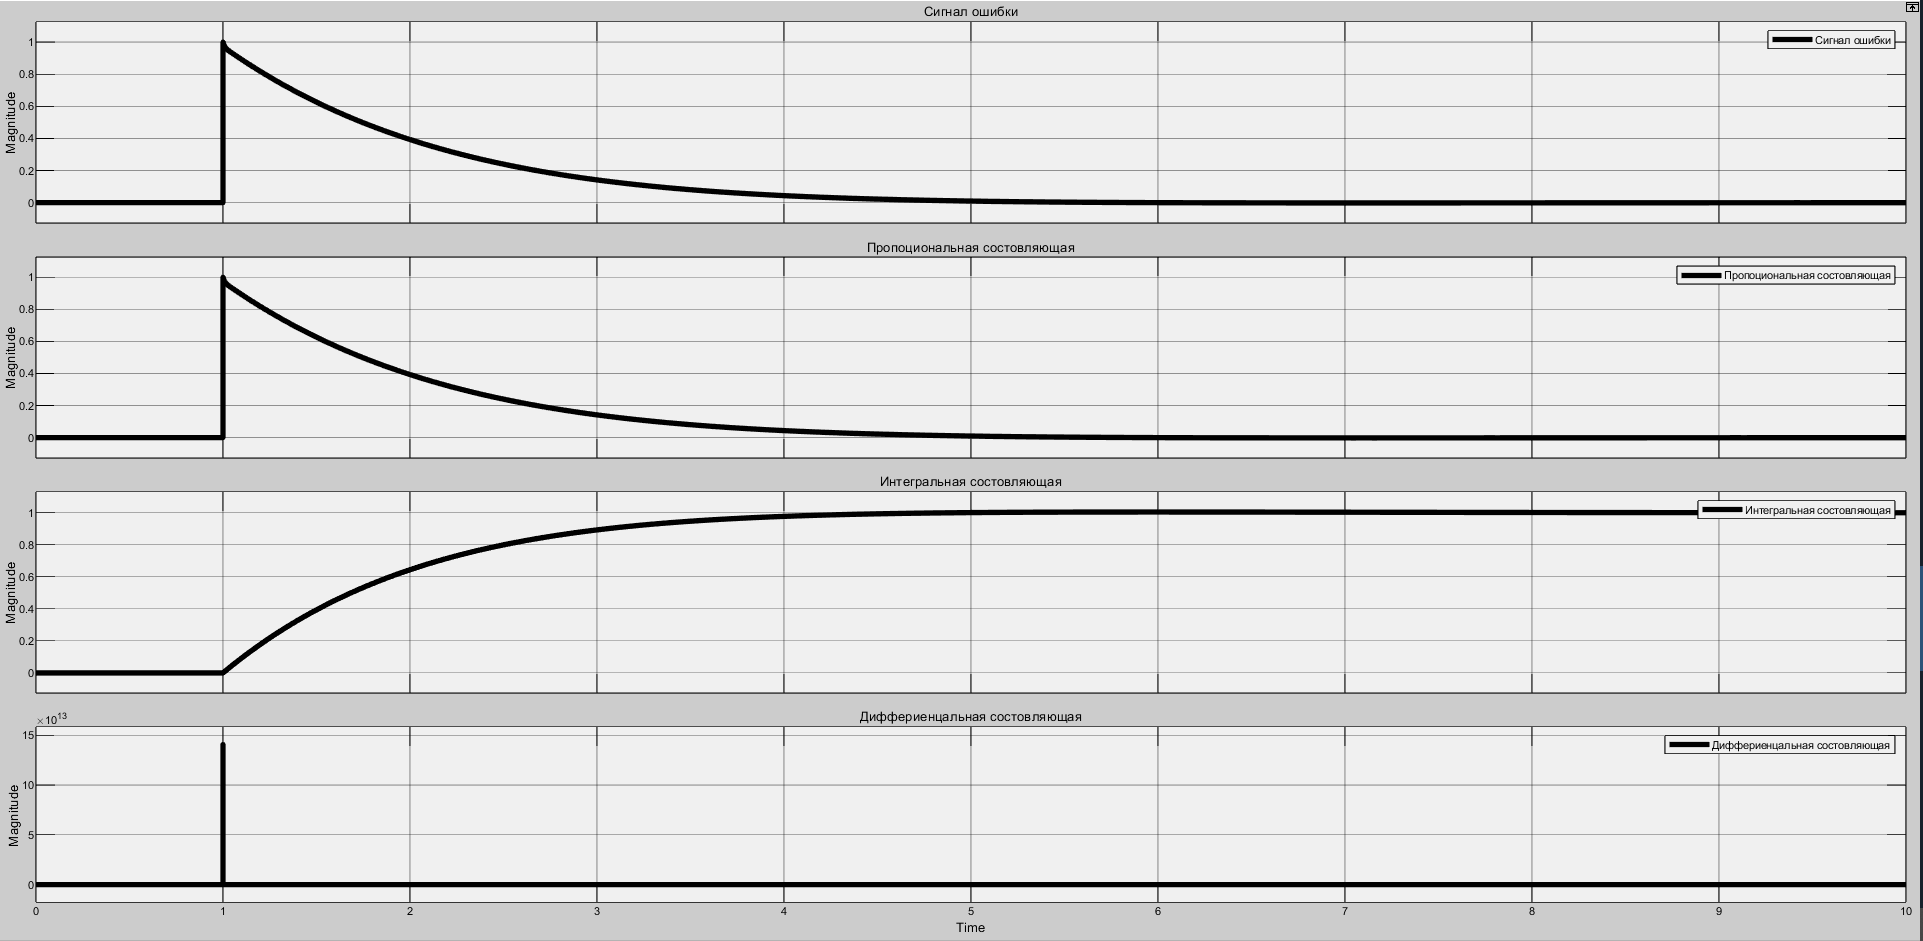 Сигнал ошибки
Сигнал ошибки
Magnitude
1
0.8
0.6
0.4
0.2
0
Пропоциональная состовляющая
Пропоциональная состовляющая
Magnitude
1
0.8
0.6
0.4
0.2
0
Интегральная состовляющая
Интегральная состовляющая
Magnitude
1
0.8
0.6
0.4
0.2
0
Диффериенцальная состовляющая
×10¹³
Диффериенцальная состовляющая
Magnitude
15
10
5
0
0 1 2 3 4 5 6 7 8 9 10
Time